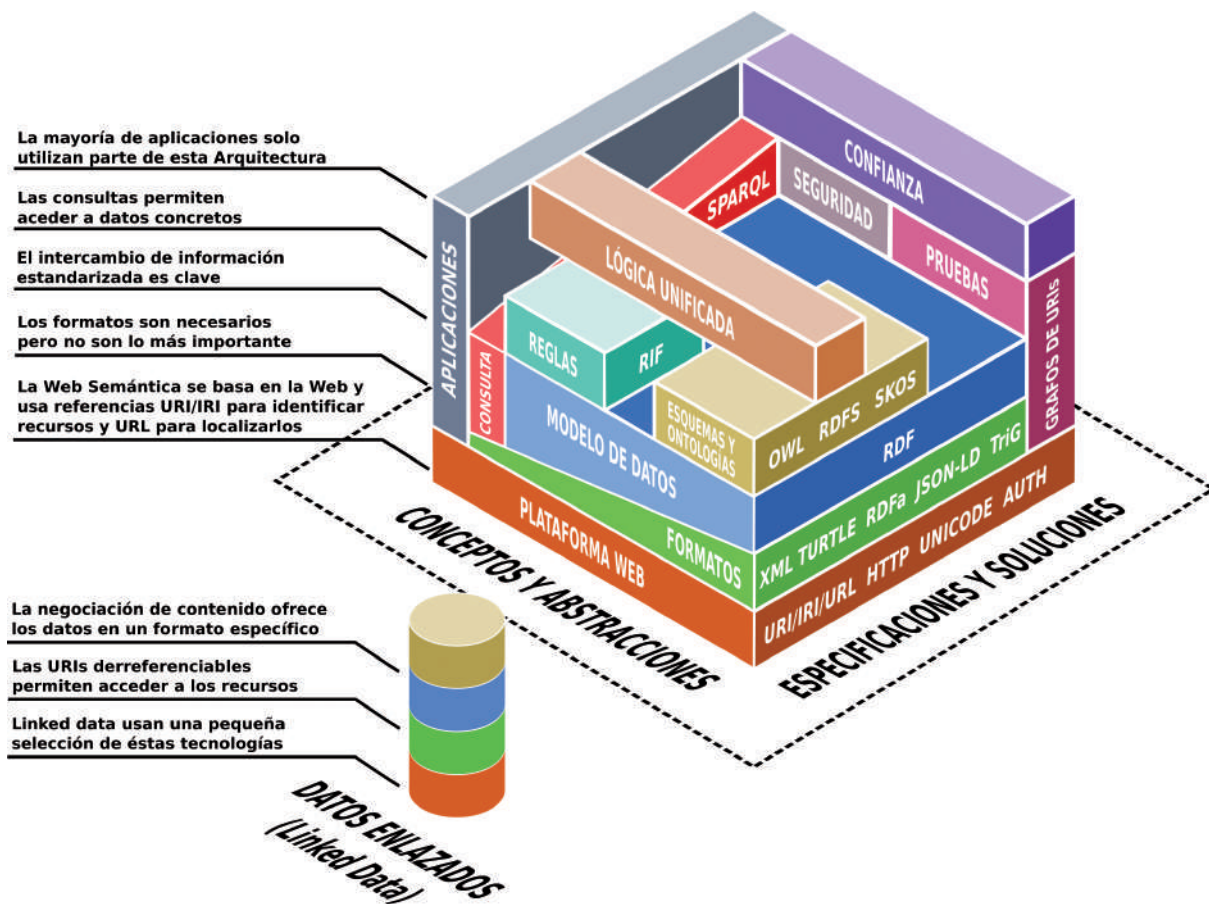 La mayoría de aplicaciones solo
utilizan parte de esta Arquitectura
Las consultas permiten
aceder a datos concretos
El intercambio de información
estandarizada es clave
Los formatos son necesarios
pero no son lo más importante
La Web Semántica se basa en la Web y
usa referencias URI/IRI para identificar
recursos y URL para localizarlos
APLICACIONES
CONFIANZA
SPARQL
SEGURIDAD
PRUEBAS
LÓGICA UNIFICADA
REGLAS
RIF
CONSULTA
MODELO DE DATOS
ESQUEMAS Y
ONTOLOGÍAS
OWL RDFS SKOS
RDF
GRAFOS DE URIs
FORMATOS
XML TURTLE RDFa JSON-LD TriG
PLATAFORMA WEB
URI/IRI/URL HTTP UNICODE AUTH
CONCEPTOS Y ABSTRACCIONES
ESPECIFICACIONES Y SOLUCIONES
La negociación de contenido ofrece
los datos en un formato específico
Las URIs derreferenciables
permiten acceder a los recursos
Linked data usan una pequeña
selección de éstas tecnologías
DATOS ENLAZADOS
(Linked Data)